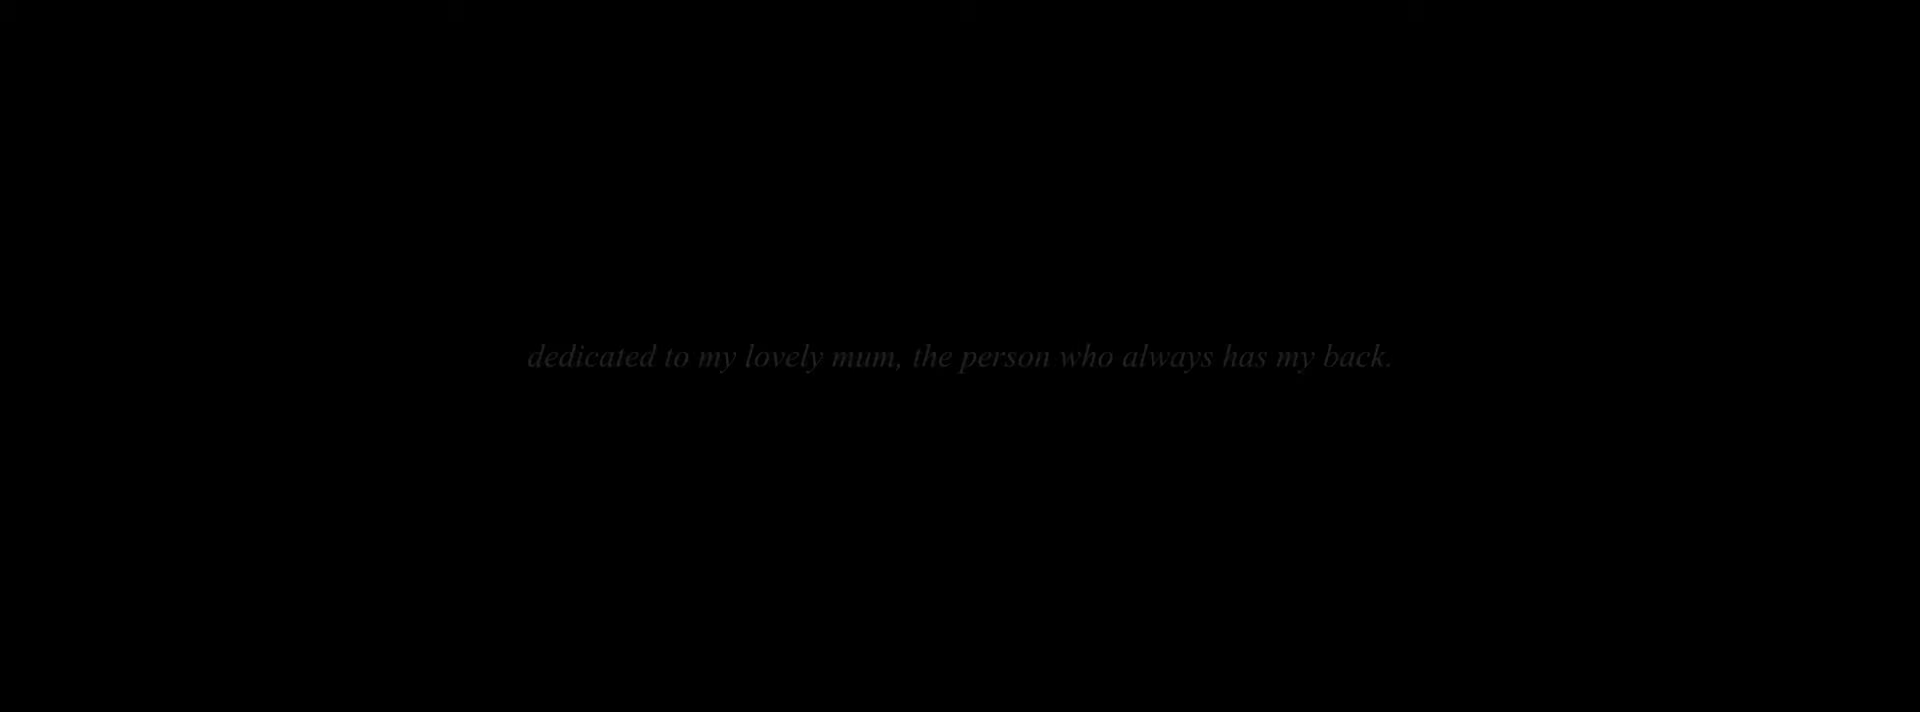 dedicated to my lovely mum, the person who always has my back.